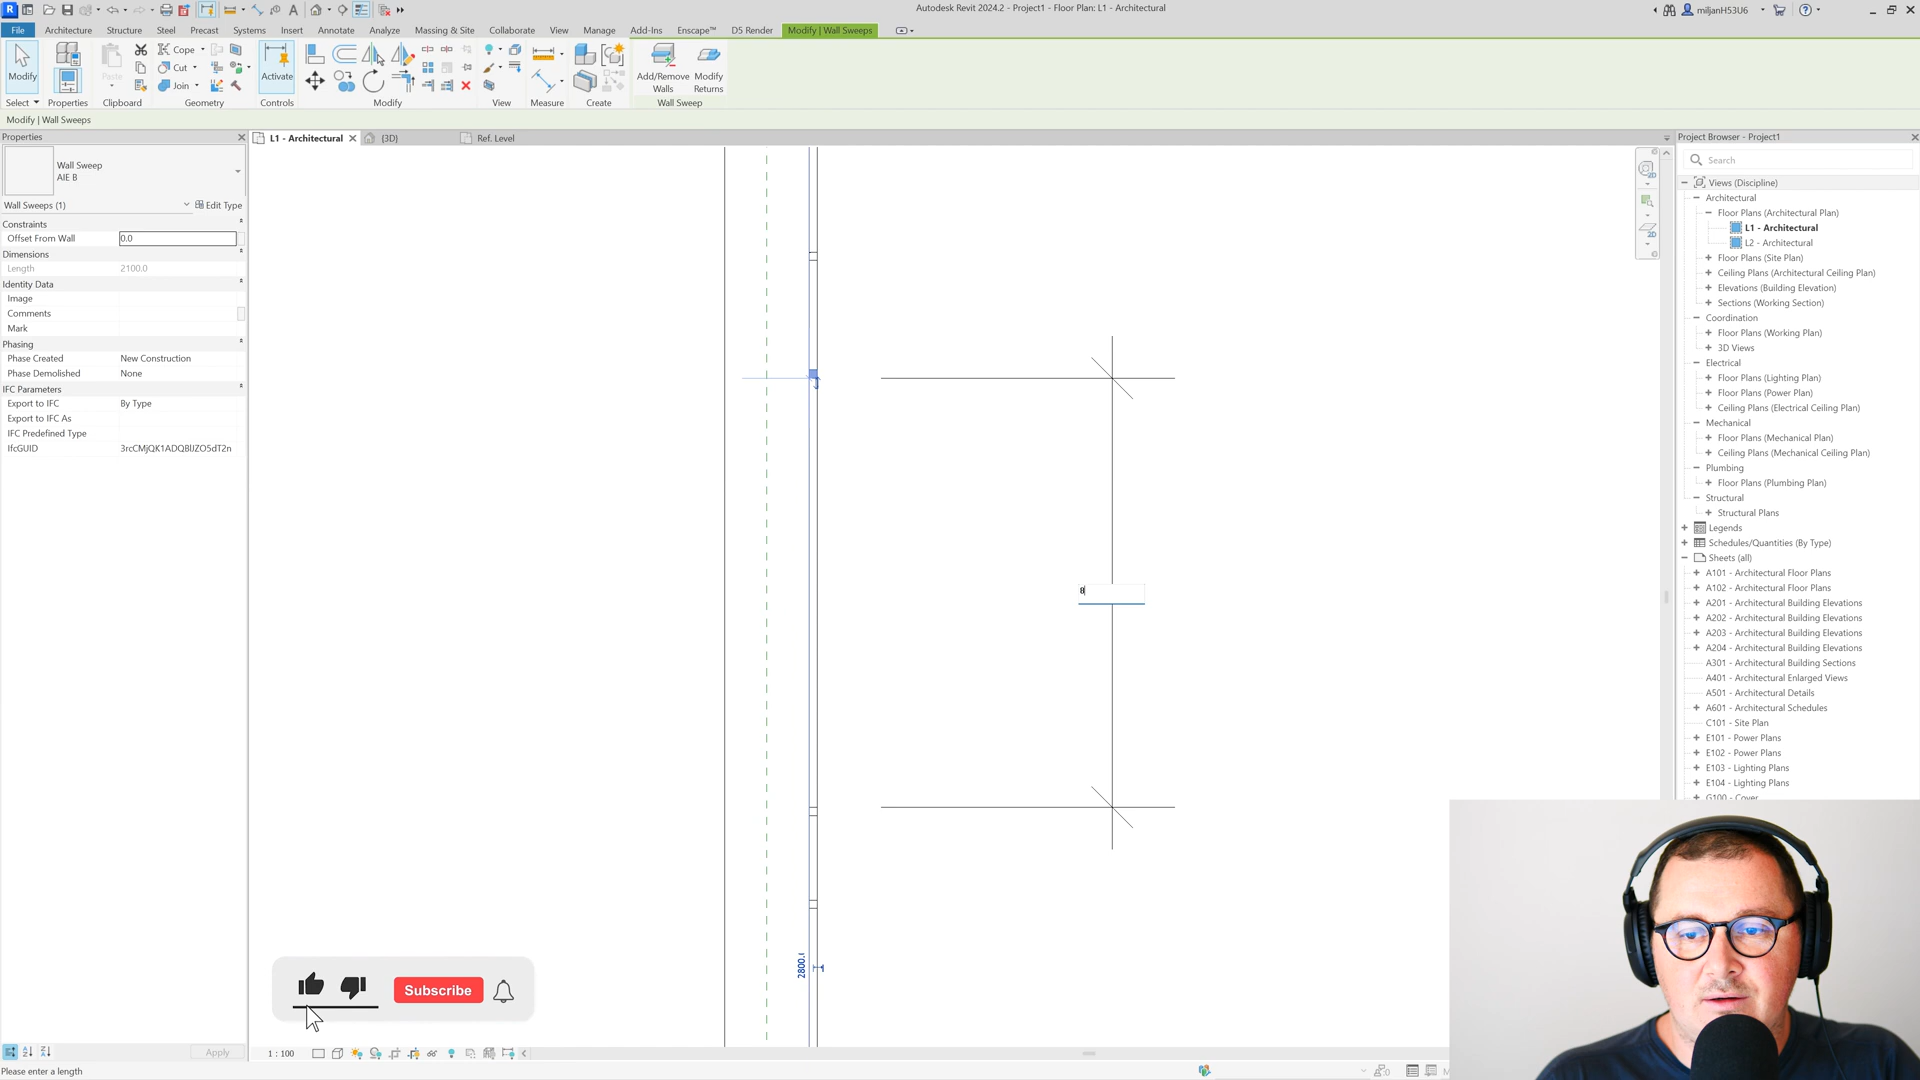 Autodesk Revit 2024.2 - Project1 - Floor Plan: L1 - Architectural
miljanH53U6
File Architecture Structure Steel Precast Systems Insert Annotate Analyze Massing & Site Collaborate View Manage Add-Ins Enscape™ D5 Render Modify | Wall Sweeps
Modify Paste Cope Cut Join Activate Add/Remove Walls Modify Returns
Select Properties Clipboard Geometry Controls Modify View Measure Create Wall Sweep
Modify | Wall Sweeps
Properties
L1 - Architectural {3D} Ref. Level
Project Browser - Project1
Wall Sweep
AIE B
Wall Sweeps (1) Edit Type
Constraints
Offset From Wall 0.0
Dimensions
Length 2100.0
Identity Data
Image
Comments
Mark
Phasing
Phase Created New Construction
Phase Demolished None
IFC Parameters
Export to IFC By Type
Export to IFC As
IFC Predefined Type
IfcGUID
Apply
8
2800.
Subscribe
1 : 100
Please enter a length
Search
Views (Discipline)
Architectural
Floor Plans (Architectural Plan)
L1 - Architectural
L2 - Architectural
Floor Plans (Site Plan)
Ceiling Plans (Architectural Ceiling Plan)
Elevations (Building Elevation)
Sections (Working Section)
Coordination
Floor Plans (Working Plan)
3D Views
Electrical
Floor Plans (Lighting Plan)
Floor Plans (Power Plan)
Ceiling Plans (Electrical Ceiling Plan)
Mechanical
Floor Plans (Mechanical Plan)
Ceiling Plans (Mechanical Ceiling Plan)
Plumbing
Floor Plans (Plumbing Plan)
Structural
Structural Plans
Legends
Schedules/Quantities (By Type)
Sheets (all)
A101 - Architectural Floor Plans
A102 - Architectural Floor Plans
A201 - Architectural Building Elevations
A202 - Architectural Building Elevations
A203 - Architectural Building Elevations
A204 - Architectural Building Elevations
A301 - Architectural Building Sections
A401 - Architectural Enlarged Views
A501 - Architectural Details
A601 - Architectural Schedules
C101 - Site Plan
E101 - Power Plans
E102 - Power Plans
E103 - Lighting Plans
E104 - Lighting Plans
G100 - Cover